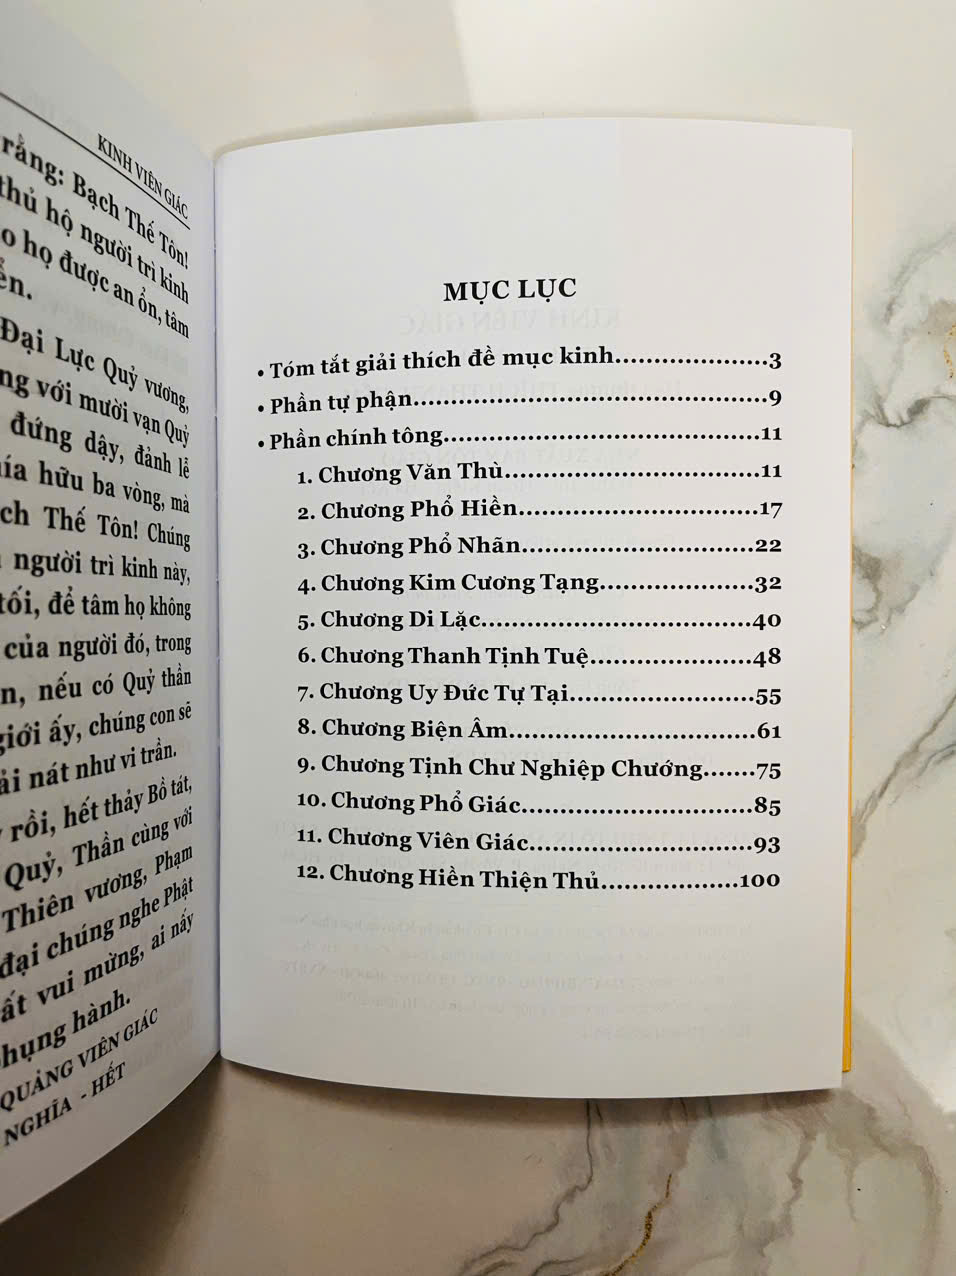 KINH VIÊN GIÁC
rằng: Bạch Thế Tôn!
thủ hộ người trì kinh
o họ được an ổn, tâm
ển.
Đại Lực Quỷ vương,
ng với mười vạn Quỷ
đứng dậy, đảnh lễ
ía hữu ba vòng, mà
ch Thế Tôn! Chúng
người trì kinh này,
tối, để tâm họ không
của người đó, trong
n, nếu có Quỷ thần
giới ấy, chúng con sẽ
ải nát như vi trần.
rồi, hết thảy Bồ tát,
Quỷ, Thần cùng với
Thiên vương, Phạm
đại chúng nghe Phật
ất vui mừng, ai nấy
phụng hành.
QUẢNG VIÊN GIÁC
NGHĨA - HẾT
MỤC LỤC
• Tóm tắt giải thích đề mục kinh.....................3
• Phần tự phận.................................................9
• Phần chính tông............................................11
1. Chương Văn Thù...................................11
2. Chương Phổ Hiền.................................17
3. Chương Phổ Nhãn................................22
4. Chương Kim Cương Tạng.....................32
5. Chương Di Lặc.....................................40
6. Chương Thanh Tịnh Tuệ......................48
7. Chương Uy Đức Tự Tại.........................55
8. Chương Biện Âm..................................61
9. Chương Tịnh Chư Nghiệp Chướng.......75
10. Chương Phổ Giác................................85
11. Chương Viên Giác...............................93
12. Chương Hiền Thiện Thủ...................100